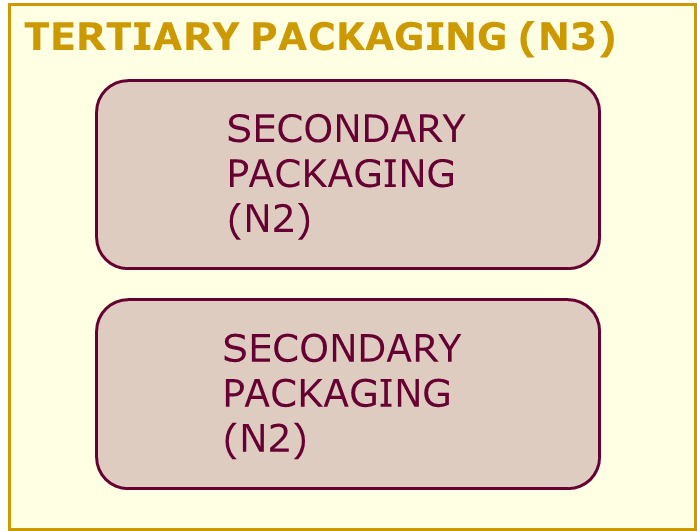 TERTIARY PACKAGING (N3)
SECONDARY
PACKAGING
(N2)
SECONDARY
PACKAGING
(N2)